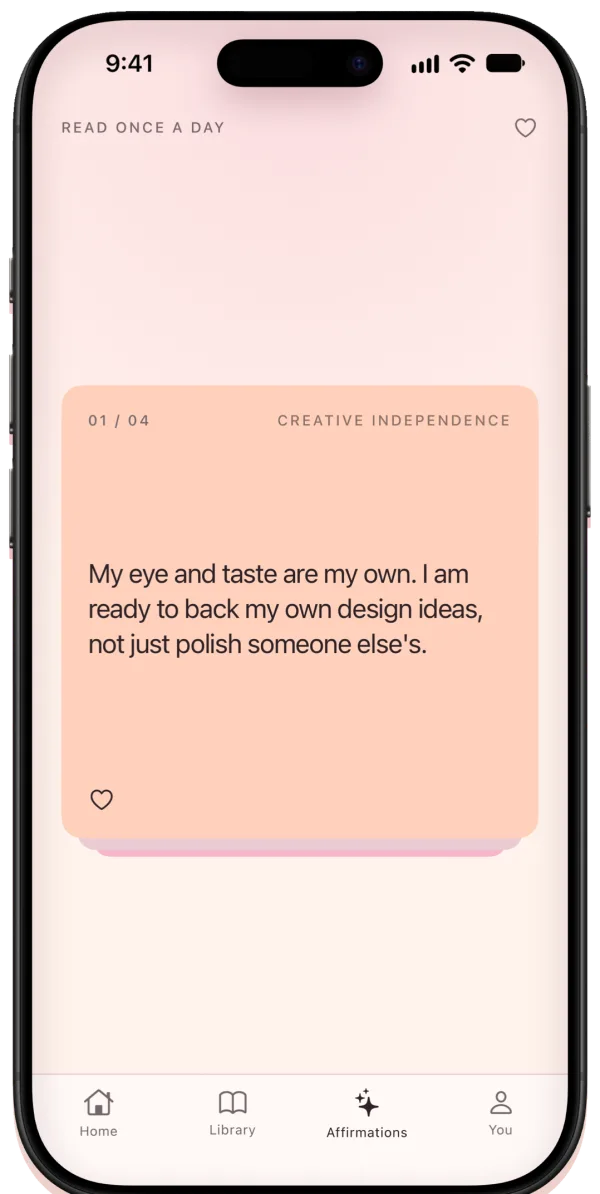 9:41
READ ONCE A DAY
01 / 04
CREATIVE INDEPENDENCE
My eye and taste are my own. I am
ready to back my own design ideas,
not just polish someone else's.
Home
Library
Affirmations
You